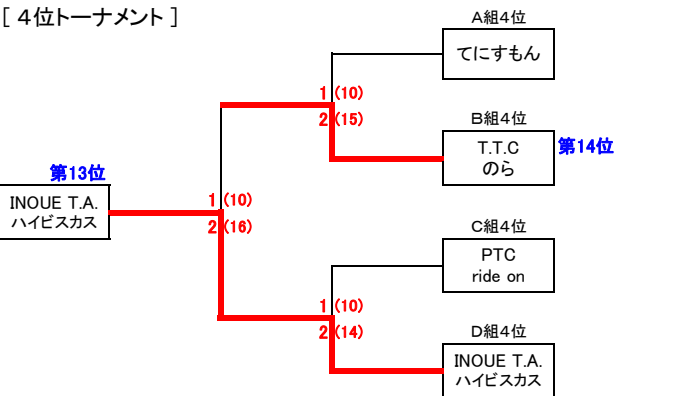 [ 4位トーナメント ]
A組4位
てにすもん
1 (10)
2 (15)
B組4位
T.T.C
のら
第14位
第13位
INOUE T.A.
ハイビスカス
1 (10)
2 (16)
C組4位
PTC
ride on
1 (10)
2 (14)
D組4位
INOUE T.A.
ハイビスカス